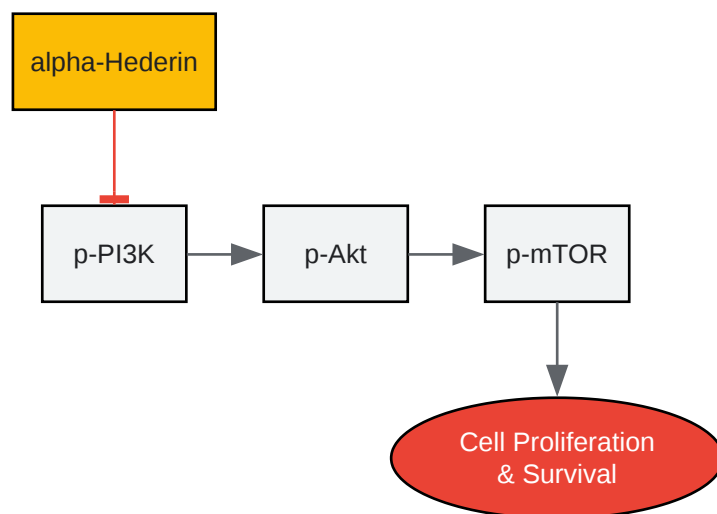 alpha-Hederin
p-PI3K
p-Akt
p-mTOR
Cell Proliferation
& Survival